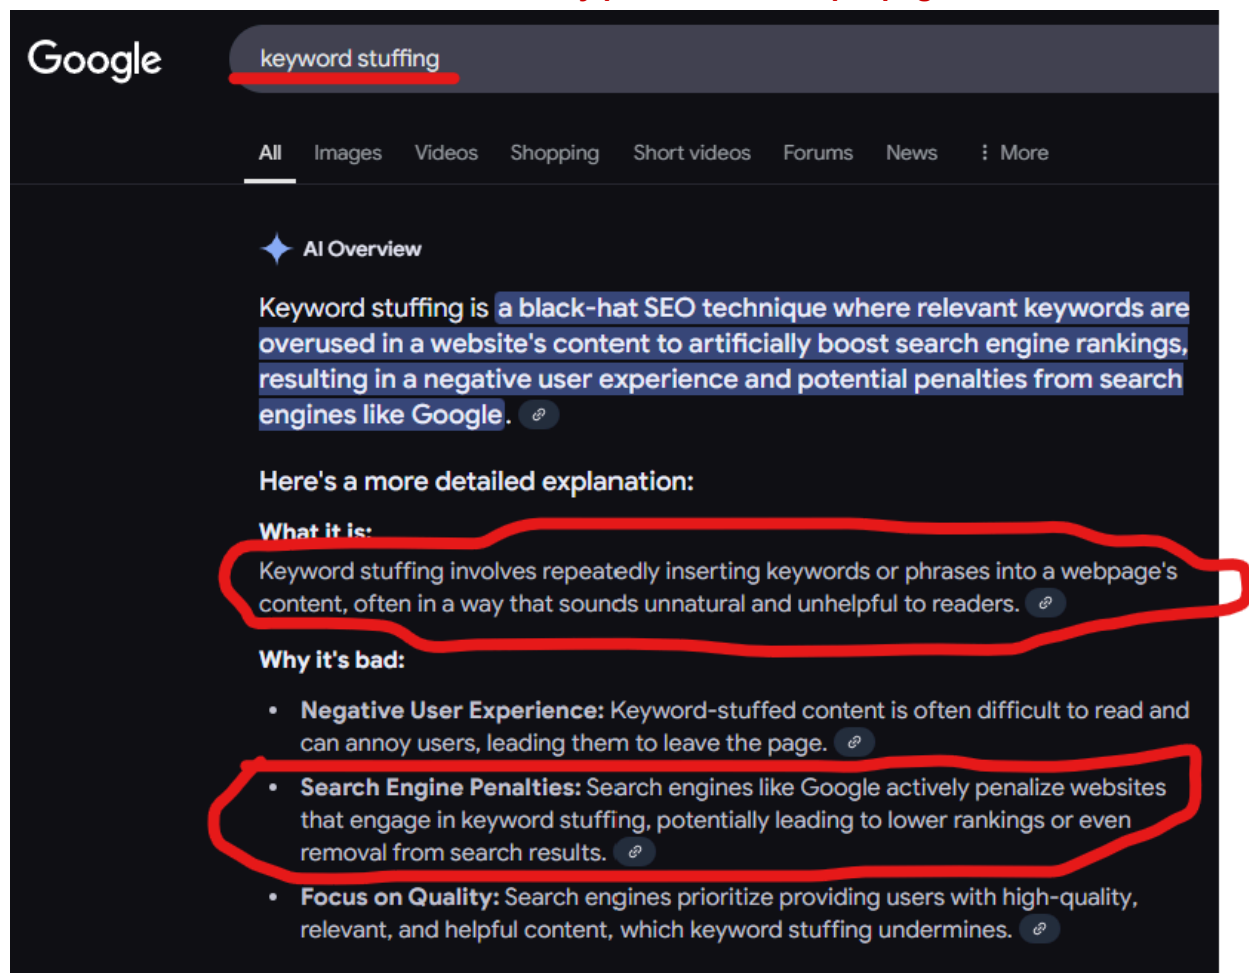 Google
keyword stuffing
All Images Videos Shopping Short videos Forums News More
AI Overview
Keyword stuffing is a black-hat SEO technique where relevant keywords are
overused in a website's content to artificially boost search engine rankings,
resulting in a negative user experience and potential penalties from search
engines like Google.
Here's a more detailed explanation:
What it is:
Keyword stuffing involves repeatedly inserting keywords or phrases into a webpage's
content, often in a way that sounds unnatural and unhelpful to readers.
Why it's bad:
• Negative User Experience: Keyword-stuffed content is often difficult to read and
can annoy users, leading them to leave the page.
• Search Engine Penalties: Search engines like Google actively penalize websites
that engage in keyword stuffing, potentially leading to lower rankings or even
removal from search results.
• Focus on Quality: Search engines prioritize providing users with high-quality,
relevant, and helpful content, which keyword stuffing undermines.